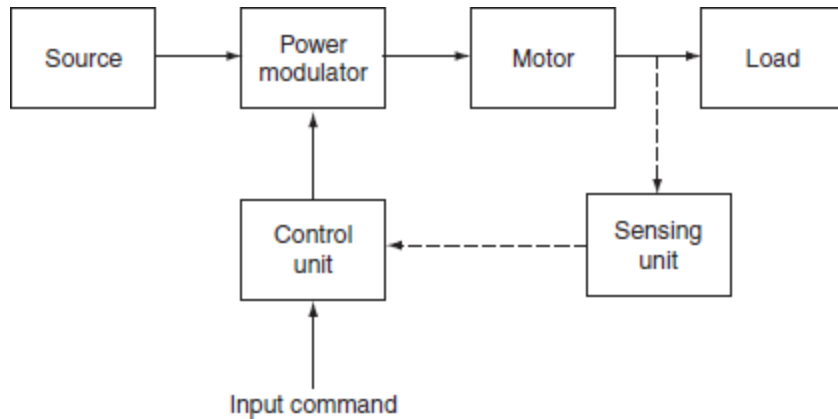 Source
Power
modulator
Motor
Load
Control
unit
Sensing
unit
Input command